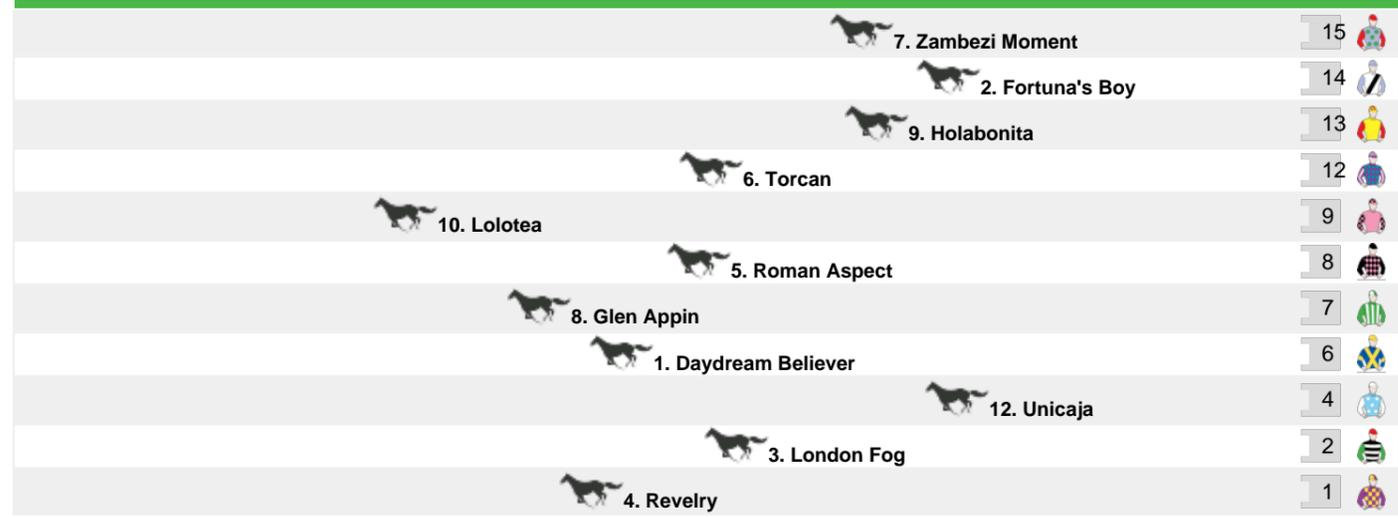 7. Zambezi Moment 15
2. Fortuna's Boy 14
9. Holabonita 13
6. Torcan 12
10. Lolotea 9
5. Roman Aspect 8
8. Glen Appin 7
1. Daydream Believer 6
12. Unicaja 4
3. London Fog 2
4. Revelry 1